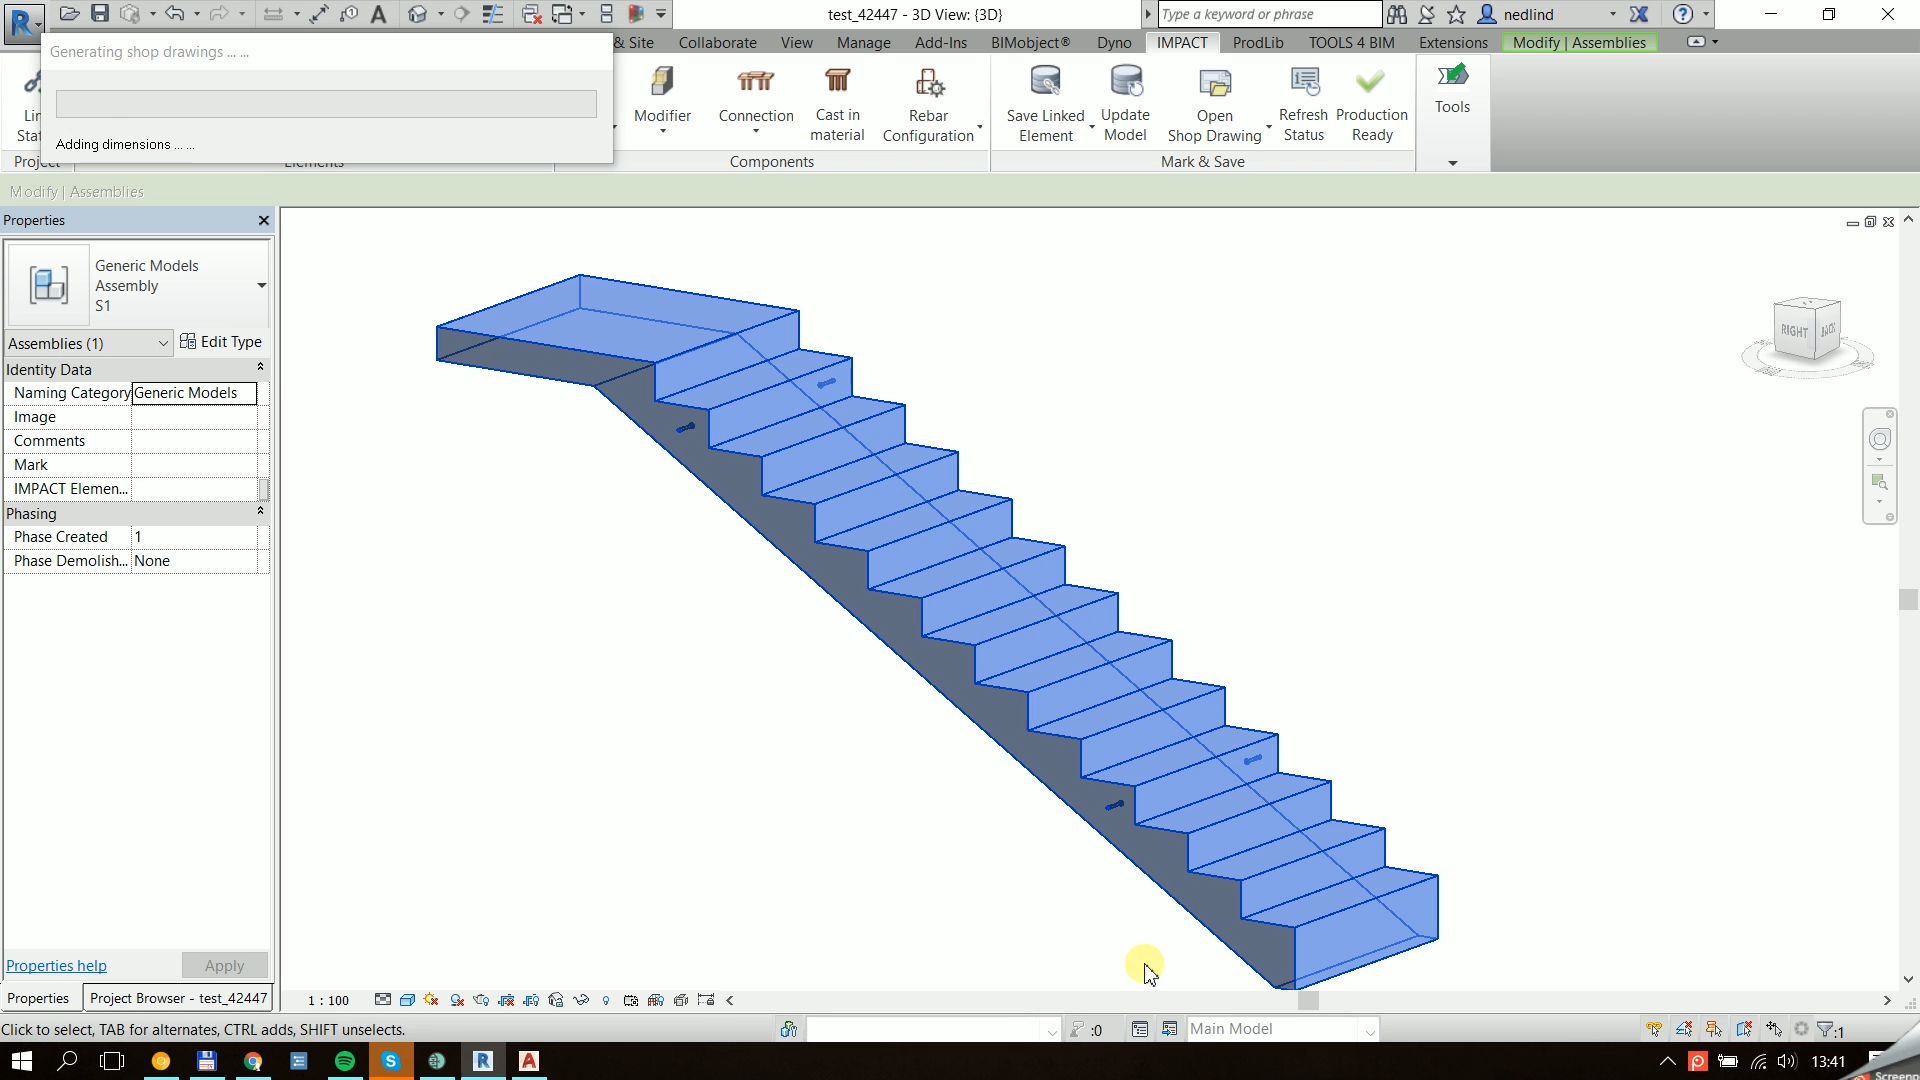 test_42447 - 3D View: {3D}
Type a keyword or phrase
nedlind
Generating shop drawings ... ...
Adding dimensions ... ...
& Site
Collaborate
View
Manage
Add-Ins
BIMobject®
Dyno
IMPACT
ProdLib
TOOLS 4 BIM
Extensions
Modify | Assemblies
Modifier
Connection
Cast in
material
Rebar
Configuration
Save Linked
Element
Update
Model
Open
Shop Drawing
Refresh
Status
Production
Ready
Tools
Project
Elements
Components
Mark & Save
Modify | Assemblies
Properties
Generic Models
Assembly
S1
Assemblies (1)
Edit Type
Identity Data
Naming Category Generic Models
Image
Comments
Mark
IMPACT Elemen...
Phasing
Phase Created 1
Phase Demolish... None
Properties help
Apply
Properties
Project Browser - test_42447
RIGHT
BACK
1 : 100
Click to select, TAB for alternates, CTRL adds, SHIFT unselects.
:0
Main Model
:1
13:41